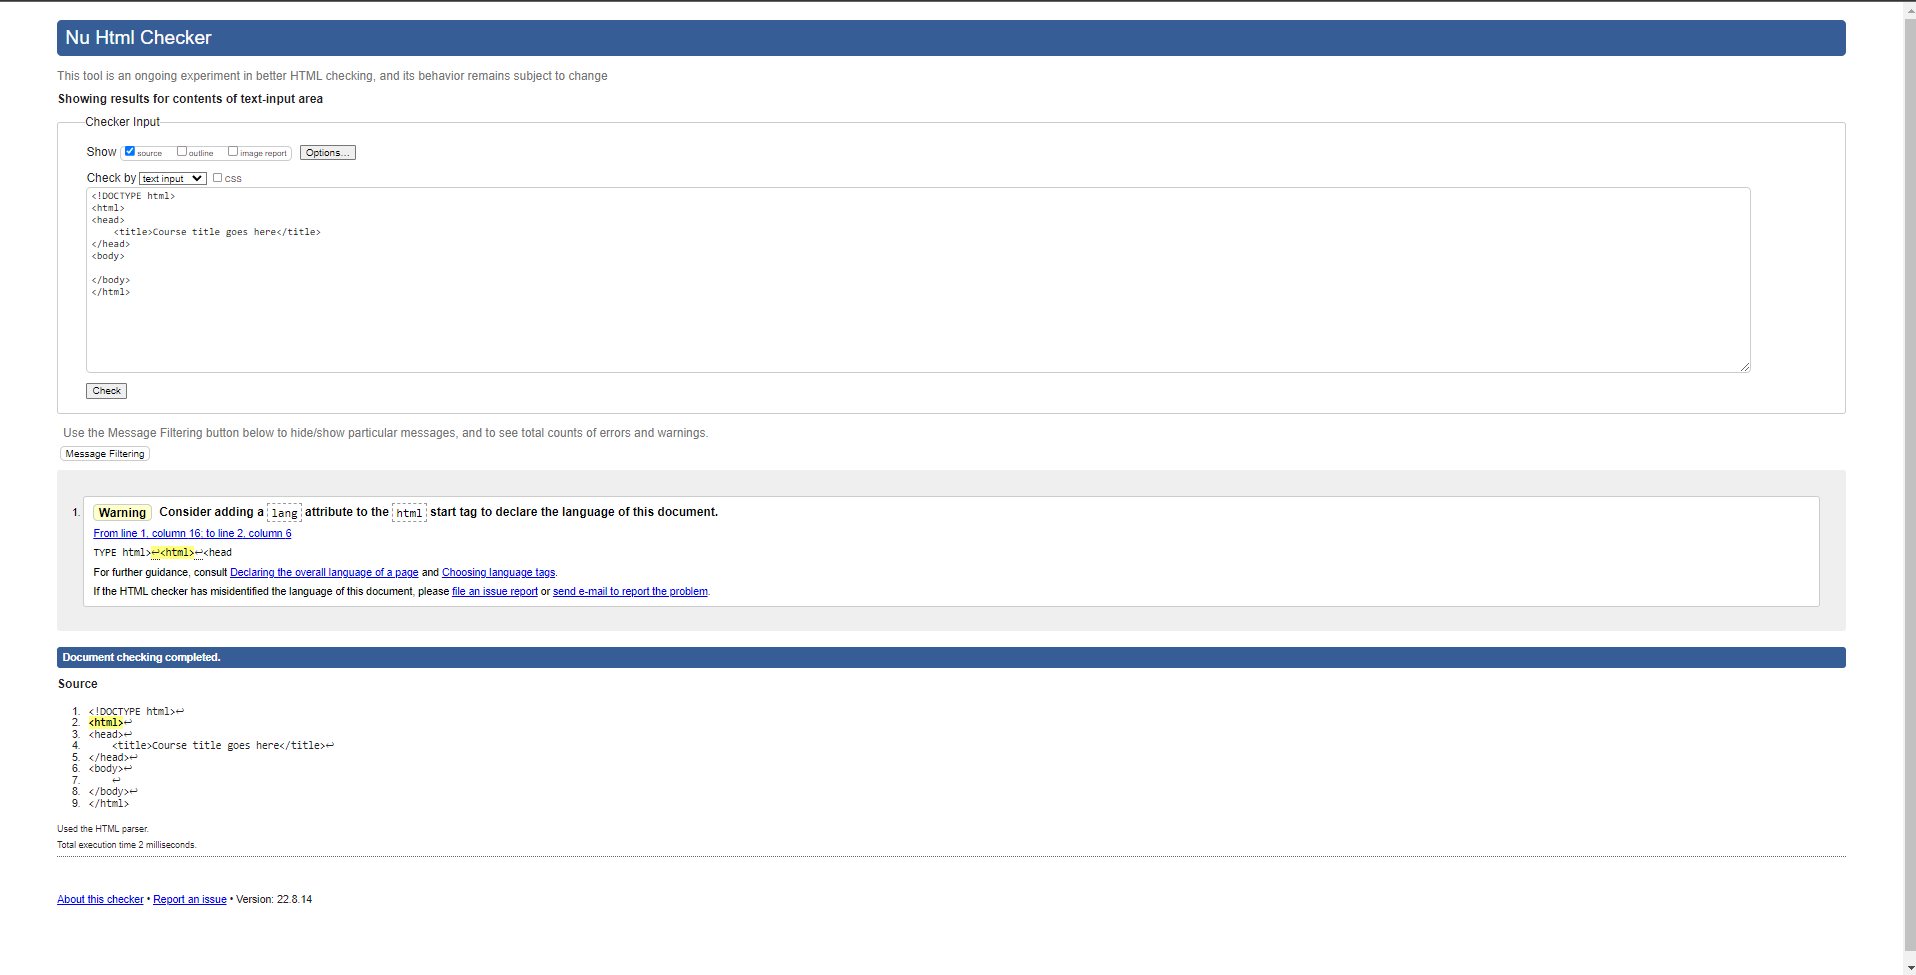 Nu Html Checker
This tool is an ongoing experiment in better HTML checking, and its behavior remains subject to change
Showing results for contents of text-input area
Checker Input
Show source outline image report Options...
Check by text input css
<!DOCTYPE html>
<html>
<head>
    <title>Course title goes here</title>
</head>
<body>
</body>
</html>
Check
Use the Message Filtering button below to hide/show particular messages, and to see total counts of errors and warnings.
Message Filtering
1. Warning Consider adding a lang attribute to the html start tag to declare the language of this document.
From line 1, column 16; to line 2, column 6
TYPE html>↩<html>↩<head
For further guidance, consult Declaring the overall language of a page and Choosing language tags.
If the HTML checker has misidentified the language of this document, please file an issue report or send e-mail to report the problem.
Document checking completed.
Source
1. <!DOCTYPE html>↩
2. <html>↩
3. <head>↩
4.     <title>Course title goes here</title>↩
5. </head>↩
6. <body>↩
7.     ↩
8. </body>↩
9. </html>
Used the HTML parser.
Total execution time 2 milliseconds.
About this checker • Report an issue • Version: 22.8.14